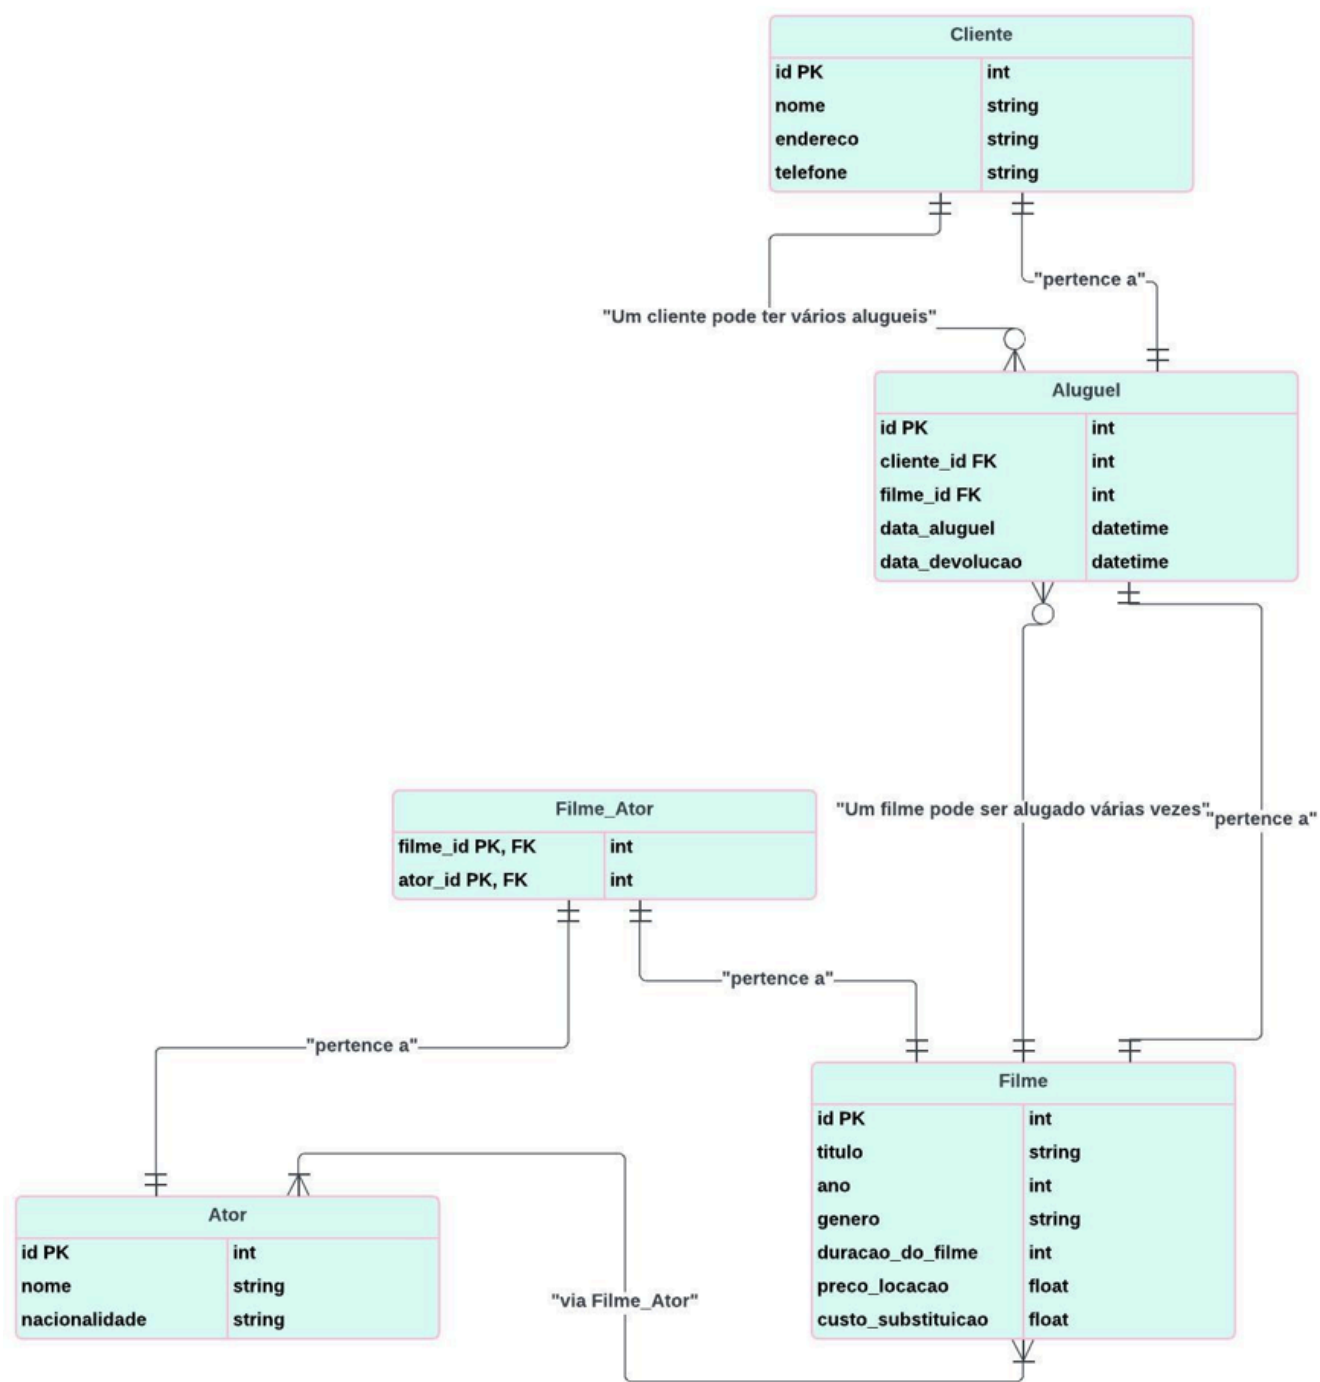 Cliente
id PK int
nome string
endereco string
telefone string
"pertence a"
"Um cliente pode ter vários alugueis"
Aluguel
id PK int
cliente_id FK int
filme_id FK int
data_aluguel datetime
data_devolucao datetime
Filme_Ator
filme_id PK, FK int
ator_id PK, FK int
"Um filme pode ser alugado várias vezes"
"pertence a"
"pertence a"
"pertence a"
Filme
id PK int
titulo string
ano int
genero string
duracao_do_filme int
preco_locacao float
custo_substituicao float
Ator
id PK int
nome string
nacionalidade string
"via Filme_Ator"